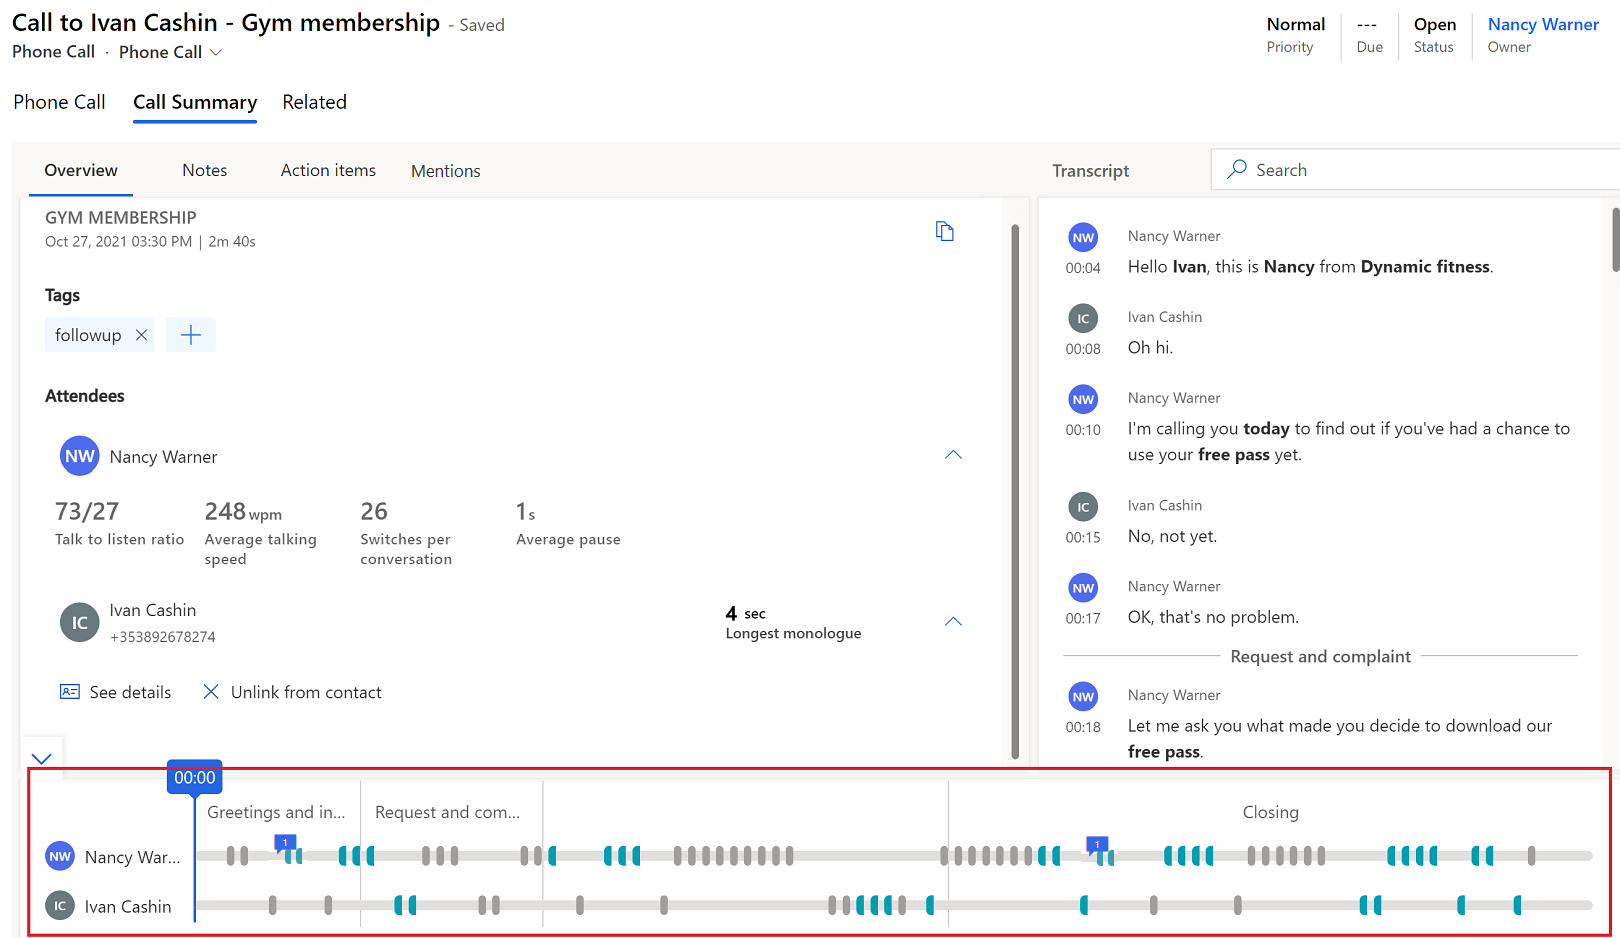 Call to Ivan Cashin - Gym membership - Saved
Phone Call · Phone Call
Normal
Priority
---
Due
Open
Status
Nancy Warner
Owner
Phone Call Call Summary Related
Overview Notes Action items Mentions
GYM MEMBERSHIP
Oct 27, 2021 03:30 PM | 2m 40s
Tags
followup
Attendees
NW Nancy Warner
73/27
Talk to listen ratio
248 wpm
Average talking
speed
26
Switches per
conversation
1s
Average pause
IC Ivan Cashin
+353892678274
4 sec
Longest monologue
See details Unlink from contact
Transcript
Search
NW Nancy Warner
00:04 Hello Ivan, this is Nancy from Dynamic fitness.
IC Ivan Cashin
00:08 Oh hi.
NW Nancy Warner
00:10 I'm calling you today to find out if you've had a chance to
use your free pass yet.
IC Ivan Cashin
00:15 No, not yet.
NW Nancy Warner
00:17 OK, that's no problem.
Request and complaint
NW Nancy Warner
00:18 Let me ask you what made you decide to download our
free pass.
00:00
Greetings and in... Request and com... Closing
1 1
NW Nancy War...
IC Ivan Cashin